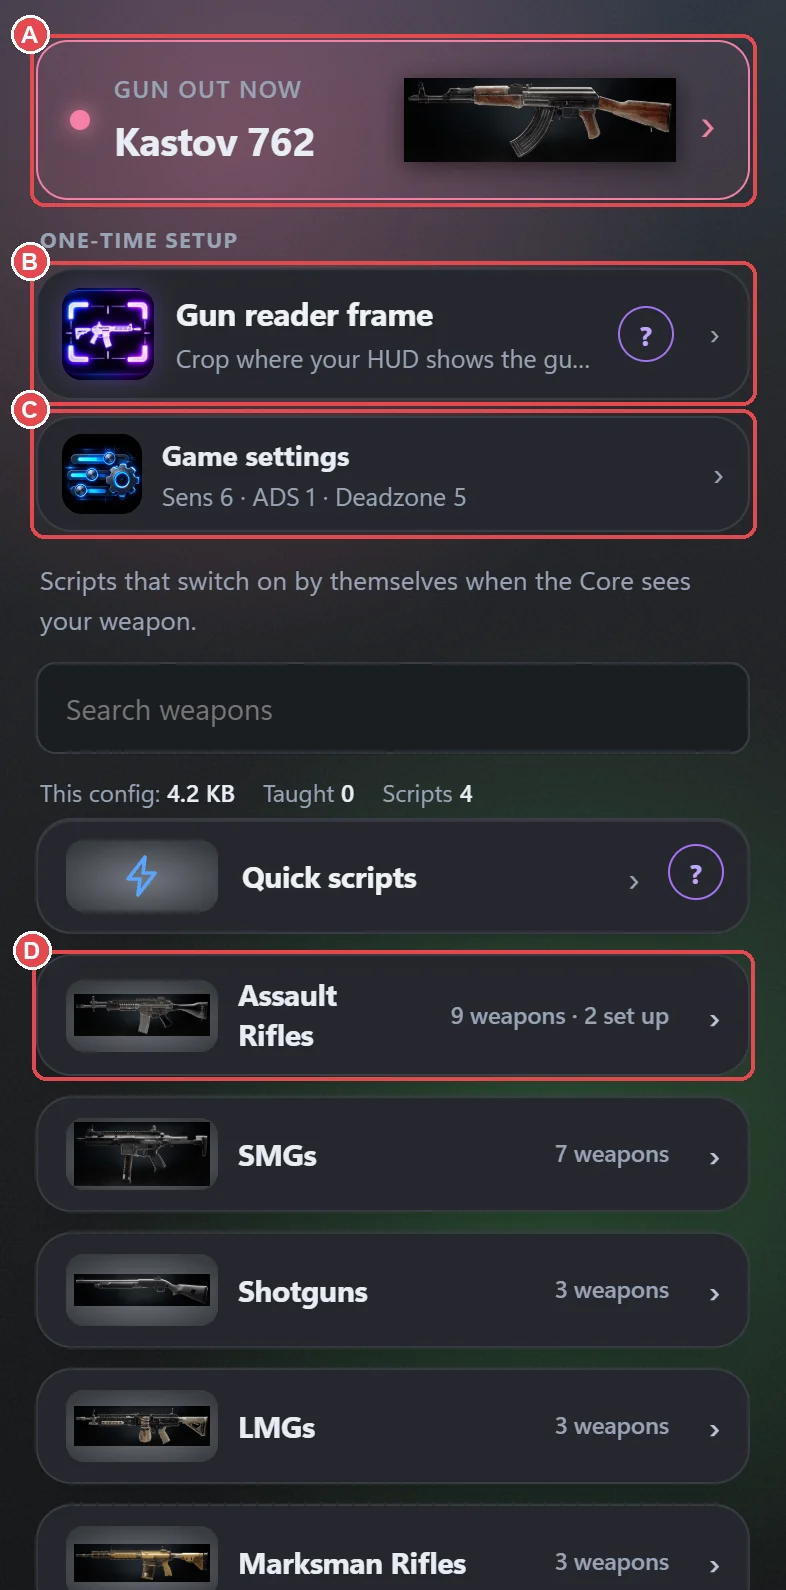 A
GUN OUT NOW
Kastov 762
›
ONE-TIME SETUP
B
Gun reader frame
Crop where your HUD shows the gu...
?
›
C
Game settings
Sens 6 · ADS 1 · Deadzone 5
›
Scripts that switch on by themselves when the Core sees
your weapon.
Search weapons
This config: 4.2 KB Taught 0 Scripts 4
Quick scripts
›
?
D
Assault
Rifles
9 weapons · 2 set up
›
SMGs
7 weapons
›
Shotguns
3 weapons
›
LMGs
3 weapons
›
Marksman Rifles
3 weapons
›